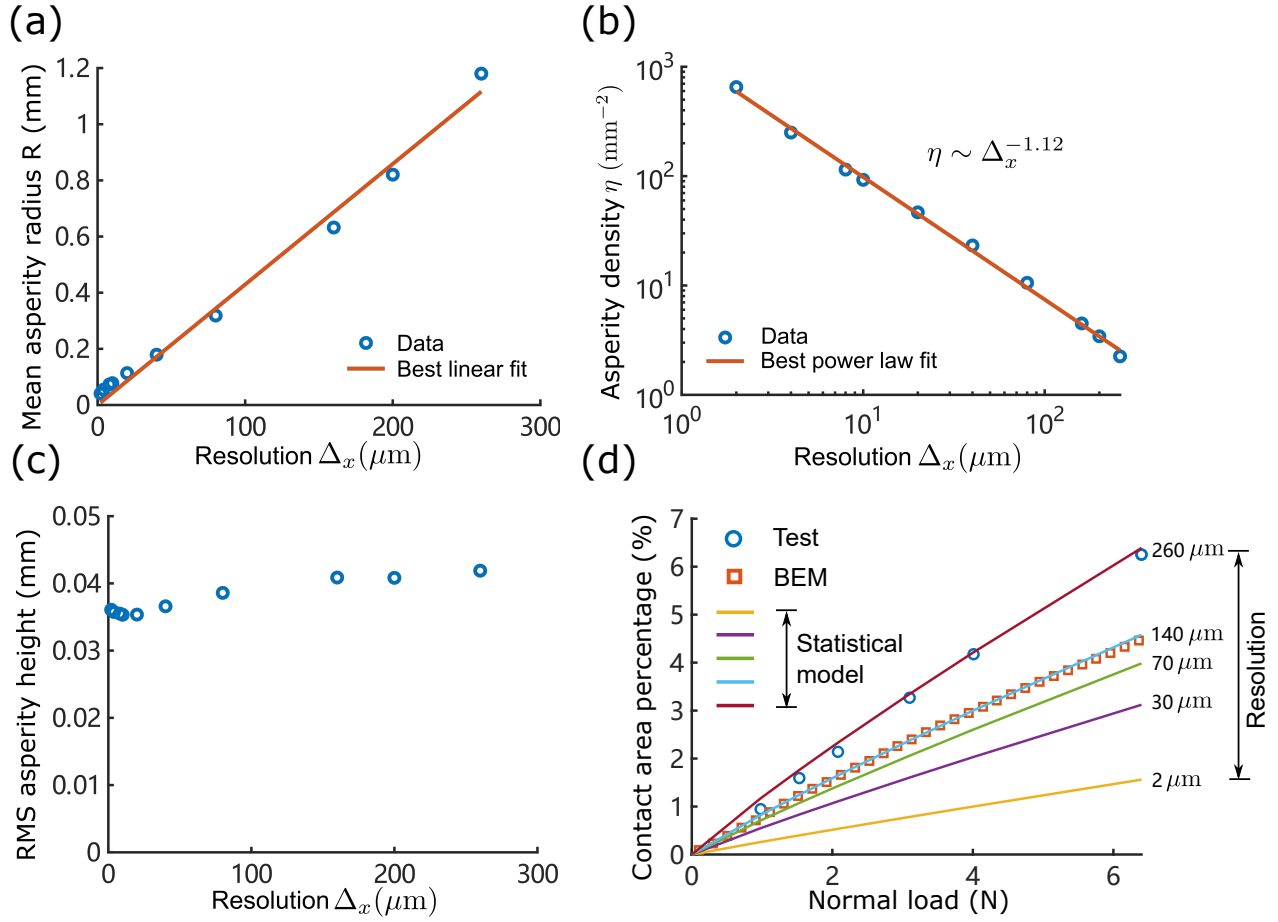 (a)
Mean asperity radius R (mm)
1.2
1
0.8
0.6
0.4
0.2
0
0
100
200
300
Data
Best linear fit
Resolution Δx(μm)
(b)
Asperity density η (mm⁻²)
10³
10²
10¹
10⁰
10⁰
10¹
10²
η ∼ Δx^−1.12
Data
Best power law fit
Resolution Δx(μm)
(c)
RMS asperity height (mm)
0.05
0.04
0.03
0.02
0.01
0
0
100
200
300
Resolution Δx(μm)
(d)
Contact area percentage (%)
7
6
5
4
3
2
1
0
0
2
4
6
Normal load (N)
Test
BEM
Statistical
model
260 μm
140 μm
70 μm
30 μm
2 μm
Resolution